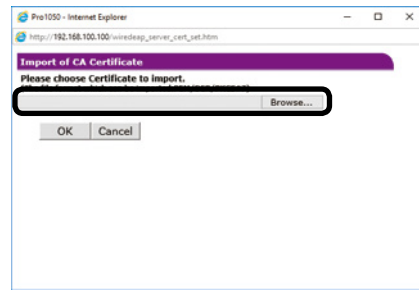 Pro1050 - Internet Explorer
http://192.168.100.100/wiredeap_server_cert_set.htm
Import of CA Certificate
Please choose Certificate to import.
Browse...
OK Cancel